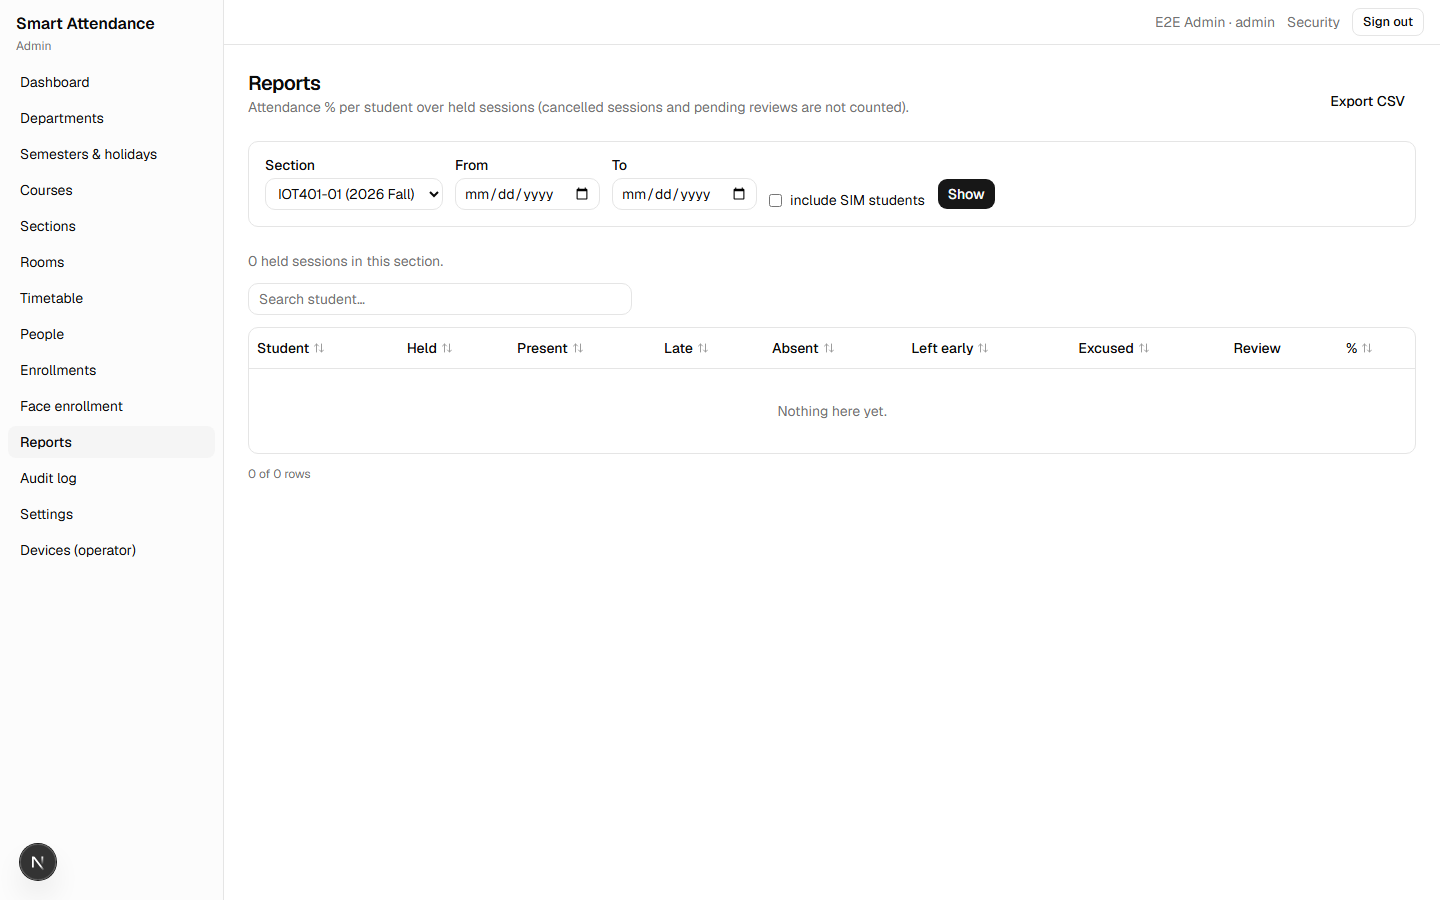 Smart Attendance
Admin
E2E Admin · admin
Security
Sign out
Dashboard
Departments
Semesters & holidays
Courses
Sections
Rooms
Timetable
People
Enrollments
Face enrollment
Reports
Audit log
Settings
Devices (operator)
N
Reports
Attendance % per student over held sessions (cancelled sessions and pending reviews are not counted).
Export CSV
Section From To
IOT401-01 (2026 Fall) mm/dd/yyyy mm/dd/yyyy include SIM students Show
0 held sessions in this section.
Search student...
Student Held Present Late Absent Left early Excused Review %
Nothing here yet.
0 of 0 rows